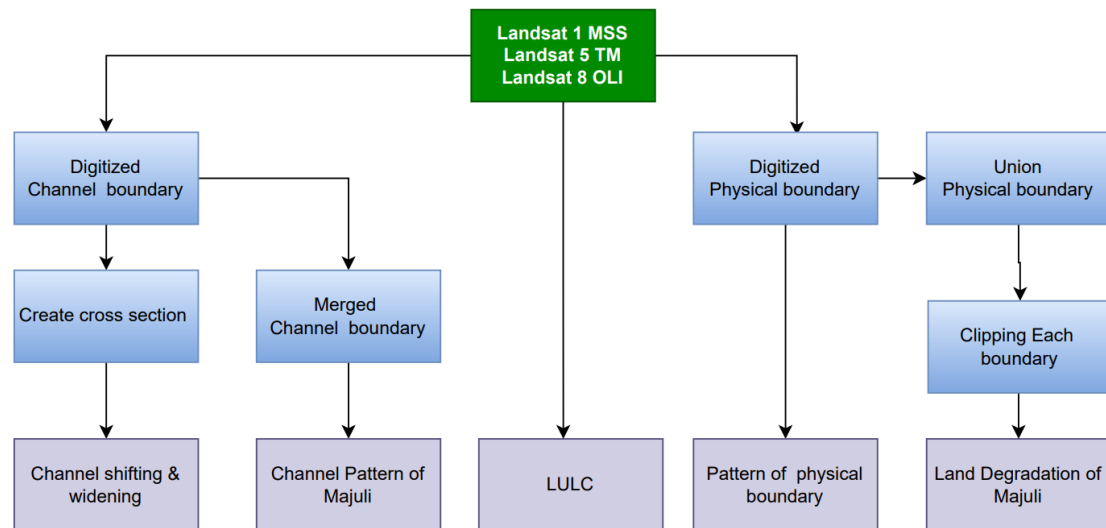 Landsat 1 MSS
Landsat 5 TM
Landsat 8 OLI
Digitized
Channel boundary
Digitized
Physical boundary
Union
Physical boundary
Create cross section
Merged
Channel boundary
Clipping Each
boundary
Channel shifting &
widening
Channel Pattern of
Majuli
LULC
Pattern of physical
boundary
Land Degradation of
Majuli